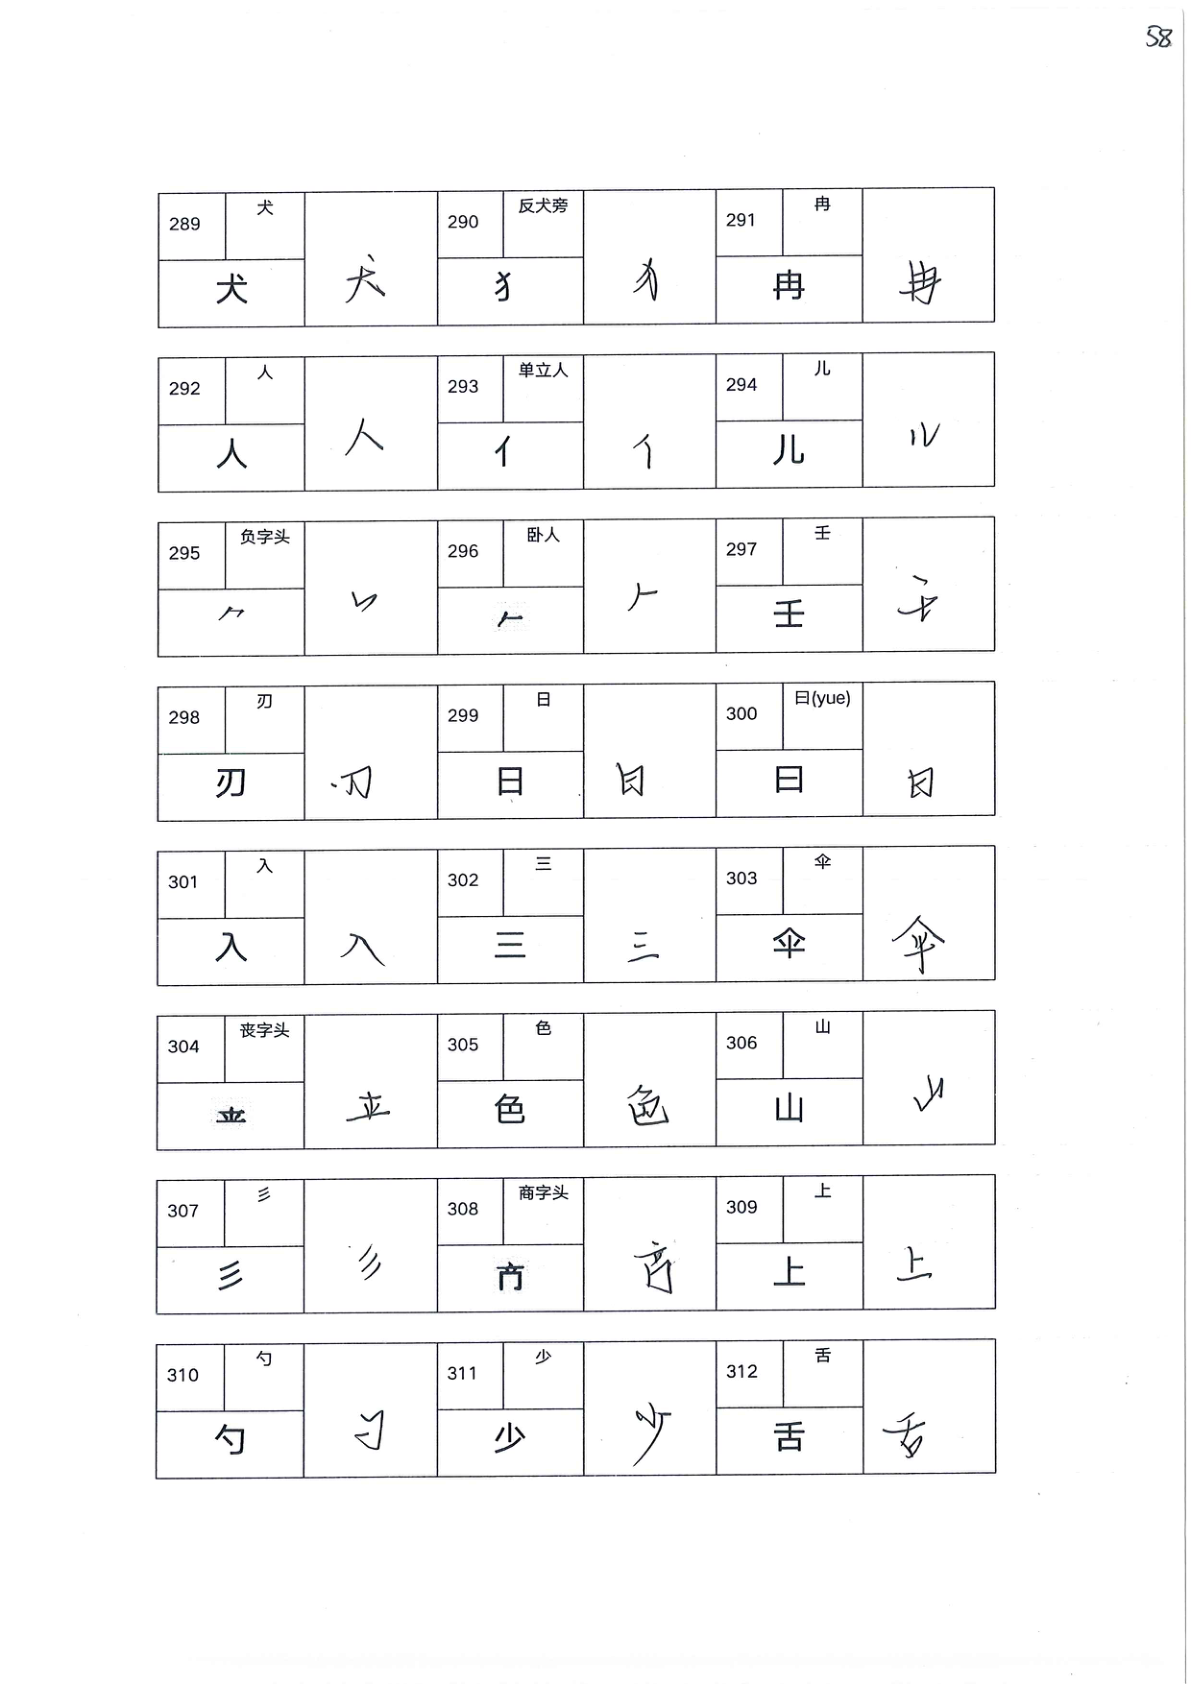 58
289 犬 犬 犬 290 反犬旁 犭 犭 291 冉 冉 冉
292 人 人 人 293 单立人 亻 亻 294 儿 儿 儿
295 负字头 ⺈ 296 卧人 𠂉 𠂉 297 壬 壬 壬
298 刃 刃 刃 299 日 日 日 300 曰(yue) 曰 曰
301 入 入 入 302 三 三 三 303 伞 伞 伞
304 丧字头 305 色 色 色 306 山 山 山
307 彡 彡 彡 308 商字头 309 上 上 上
310 勺 勺 勺 311 少 少 少 312 舌 舌 舌